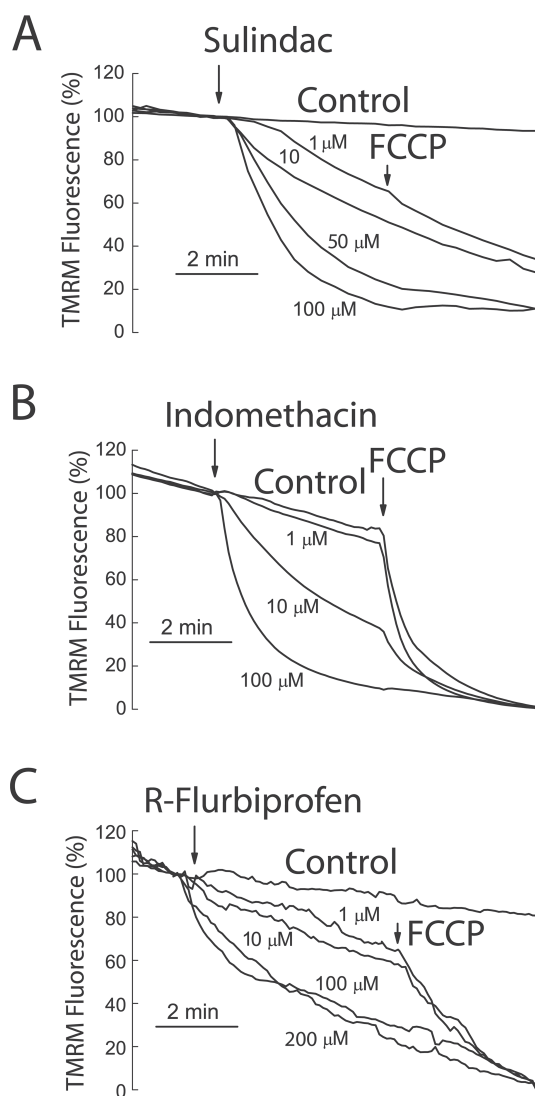 A
Sulindac
120
100
80
60
40
20
0
TMRM Fluorescence (%)
Control
1 μM
10
FCCP
50 μM
2 min
100 μM
B
Indomethacin
120
100
80
60
40
20
0
TMRM Fluorescence (%)
Control
FCCP
1 μM
10 μM
2 min
100 μM
C
R-Flurbiprofen
120
100
80
60
40
20
0
TMRM Fluorescence (%)
Control
1 μM
10 μM
FCCP
100 μM
2 min
200 μM